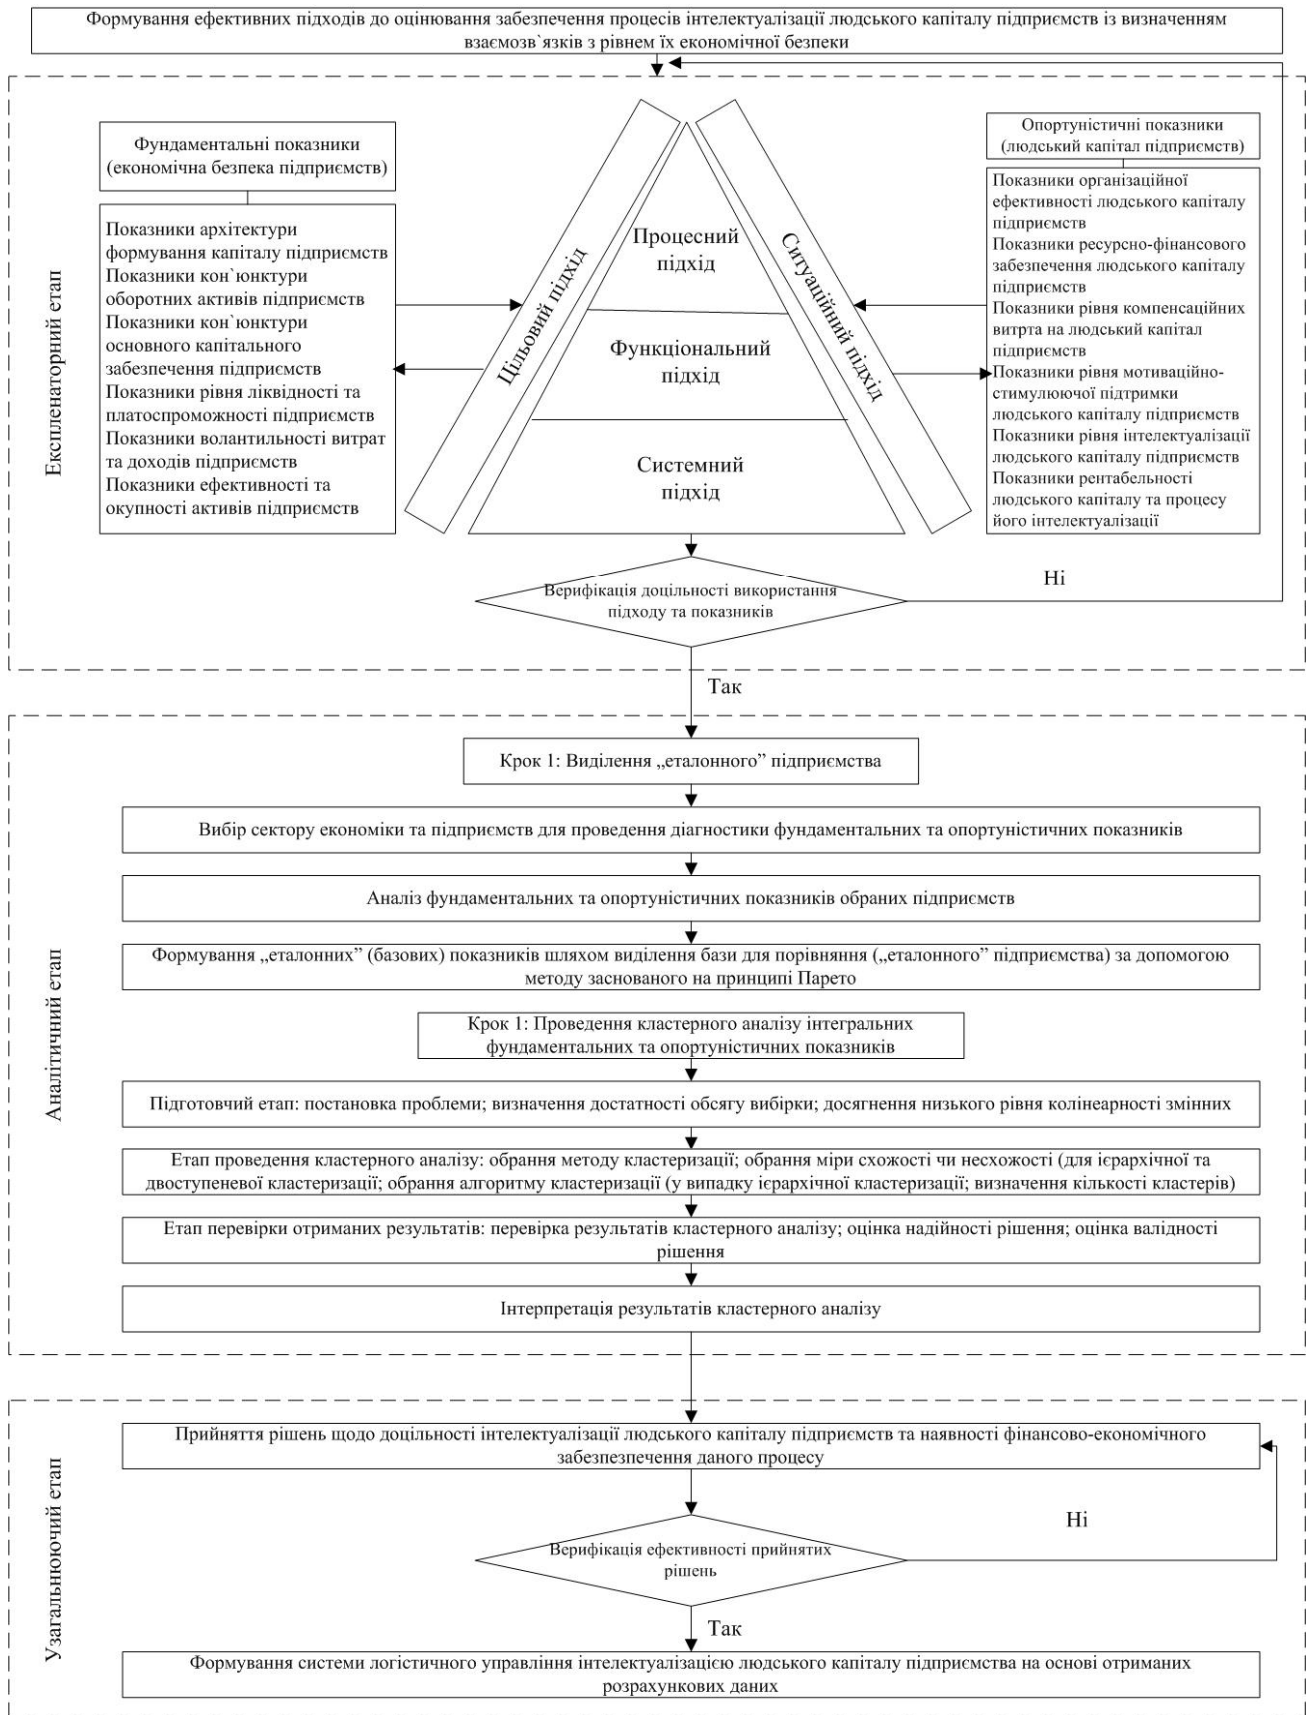 Формування ефективних підходів до оцінювання забезпечення процесів інтелектуалізації людського капіталу підприємств із визначенням
взаємозв`язків з рівнем їх економічної безпеки
Експленаторний етап
Фундаментальні показники
(економічна безпека підприємств)
Показники архітектури
формування капіталу підприємств
Показники кон`юнктури
оборотних активів підприємств
Показники кон`юнктури
основного капітального
забезпечення підприємств
Показники рівня ліквідності та
платоспроможності підприємств
Показники волантильності витрат
та доходів підприємств
Показники ефективності та
окупності активів підприємств
Цільовий підхід
Процесний
підхід
Функціональний
підхід
Системний
підхід
Ситуаційний підхід
Опортуністичні показники
(людський капітал підприємств)
Показники організаційної
ефективності людського капіталу
підприємств
Показники ресурсно-фінансового
забезпечення людського капіталу
підприємств
Показники рівня компенсаційних
витрта на людський капітал
підприємств
Показники рівня мотиваційно-
стимулюючої підтримки
людського капіталу підприємств
Показники рівня інтелектуалізації
людського капіталу підприємств
Показники рентабельності
людського капіталу та процесу
його інтелектуалізації
Верифікація доцільності використання
підходу та показників
Ні
Так
Аналітичний етап
Крок 1: Виділення „еталонного” підприємства
Вибір сектору економіки та підприємств для проведення діагностики фундаментальних та опортуністичних показників
Аналіз фундаментальних та опортуністичних показників обраних підприємств
Формування „еталонних” (базових) показників шляхом виділення бази для порівняння („еталонного” підприємства) за допомогою
методу заснованого на принципі Парето
Крок 1: Проведення кластерного аналізу інтегральних
фундаментальних та опортуністичних показників
Підготовчий етап: постановка проблеми; визначення достатності обсягу вибірки; досягнення низького рівня колінеарності змінних
Етап проведення кластерного аналізу: обрання методу кластеризації; обрання міри схожості чи несхожості (для ієрархічної та
двоступеневої кластеризації; обрання алгоритму кластеризації (у випадку ієрархічної кластеризації; визначення кількості кластерів)
Етап перевірки отриманих результатів: перевірка результатів кластерного аналізу; оцінка надійності рішення; оцінка валідності
рішення
Інтерпретація результатів кластерного аналізу
Узагальнюючий етап
Прийняття рішень щодо доцільності інтелектуалізації людського капіталу підприємств та наявності фінансово-економічного
забезпезпечення даного процесу
Ні
Верифікація ефективності прийнятих
рішень
Так
Формування системи логістичного управління інтелектуалізацією людського капіталу підприємства на основі отриманих
розрахункових даних